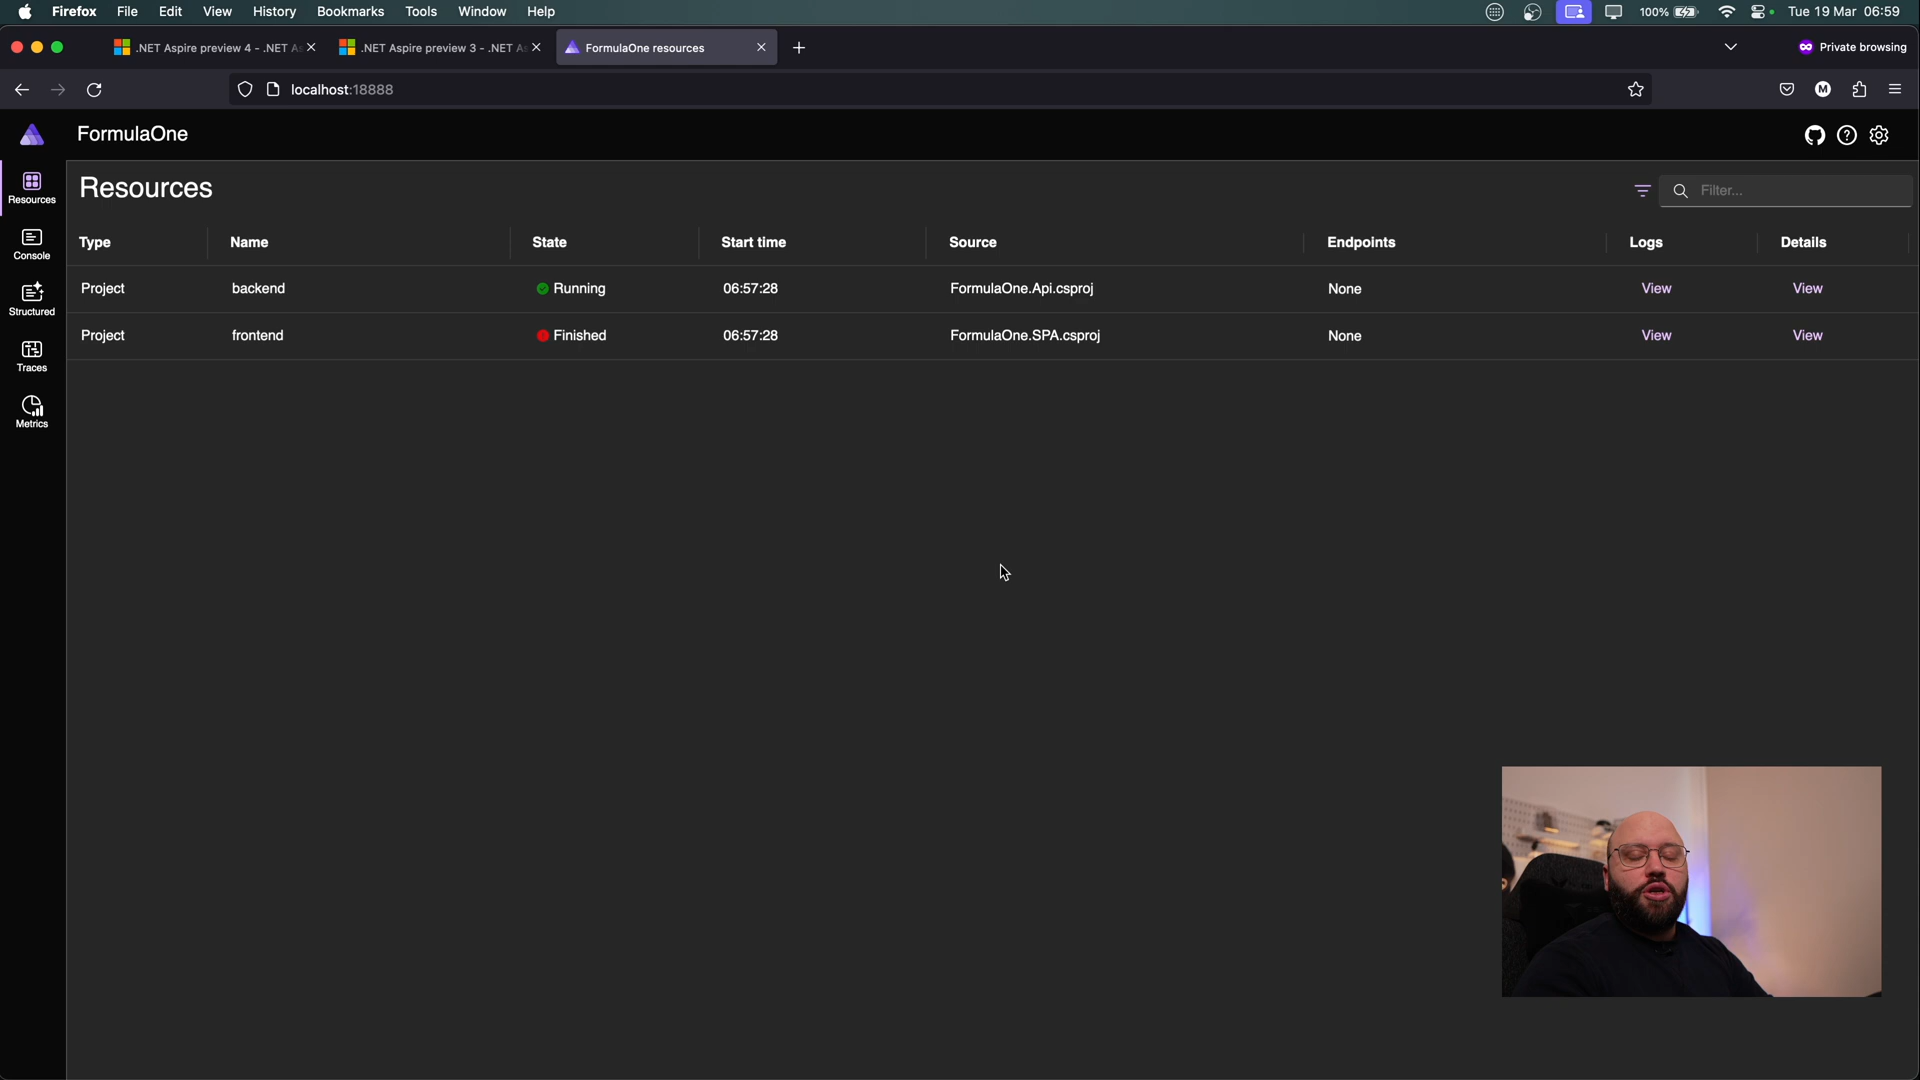 Firefox File Edit View History Bookmarks Tools Window Help 100% Tue 19 Mar 06:59
.NET Aspire preview 4 - .NET As .NET Aspire preview 3 - .NET As FormulaOne resources Private browsing
localhost:18888 M
FormulaOne
Resources Filter...
Type Name State Start time Source Endpoints Logs Details
Project backend Running 06:57:28 FormulaOne.Api.csproj None View View
Project frontend Finished 06:57:28 FormulaOne.SPA.csproj None View View
Resources
Console
Structured
Traces
Metrics